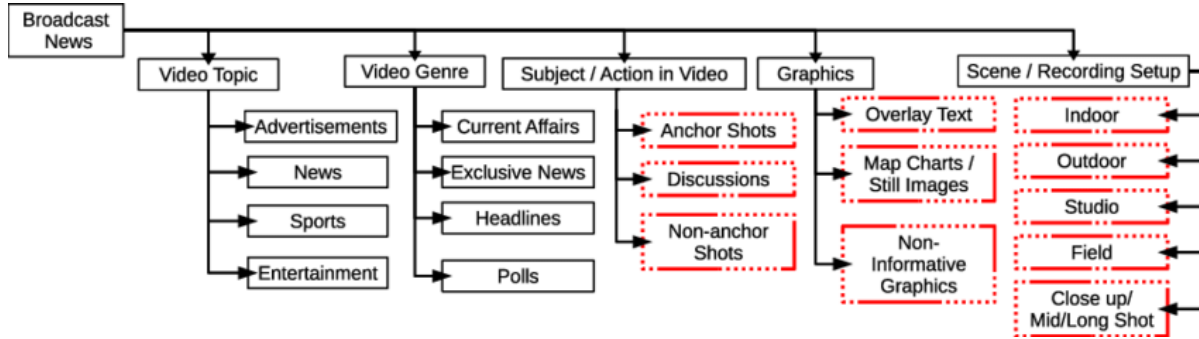 Broadcast
News
Video Topic
Advertisements
News
Sports
Entertainment
Video Genre
Current Affairs
Exclusive News
Headlines
Polls
Subject / Action in Video
Anchor Shots
Discussions
Non-anchor
Shots
Graphics
Overlay Text
Map Charts /
Still Images
Non-
Informative
Graphics
Scene / Recording Setup
Indoor
Outdoor
Studio
Field
Close up/
Mid/Long Shot